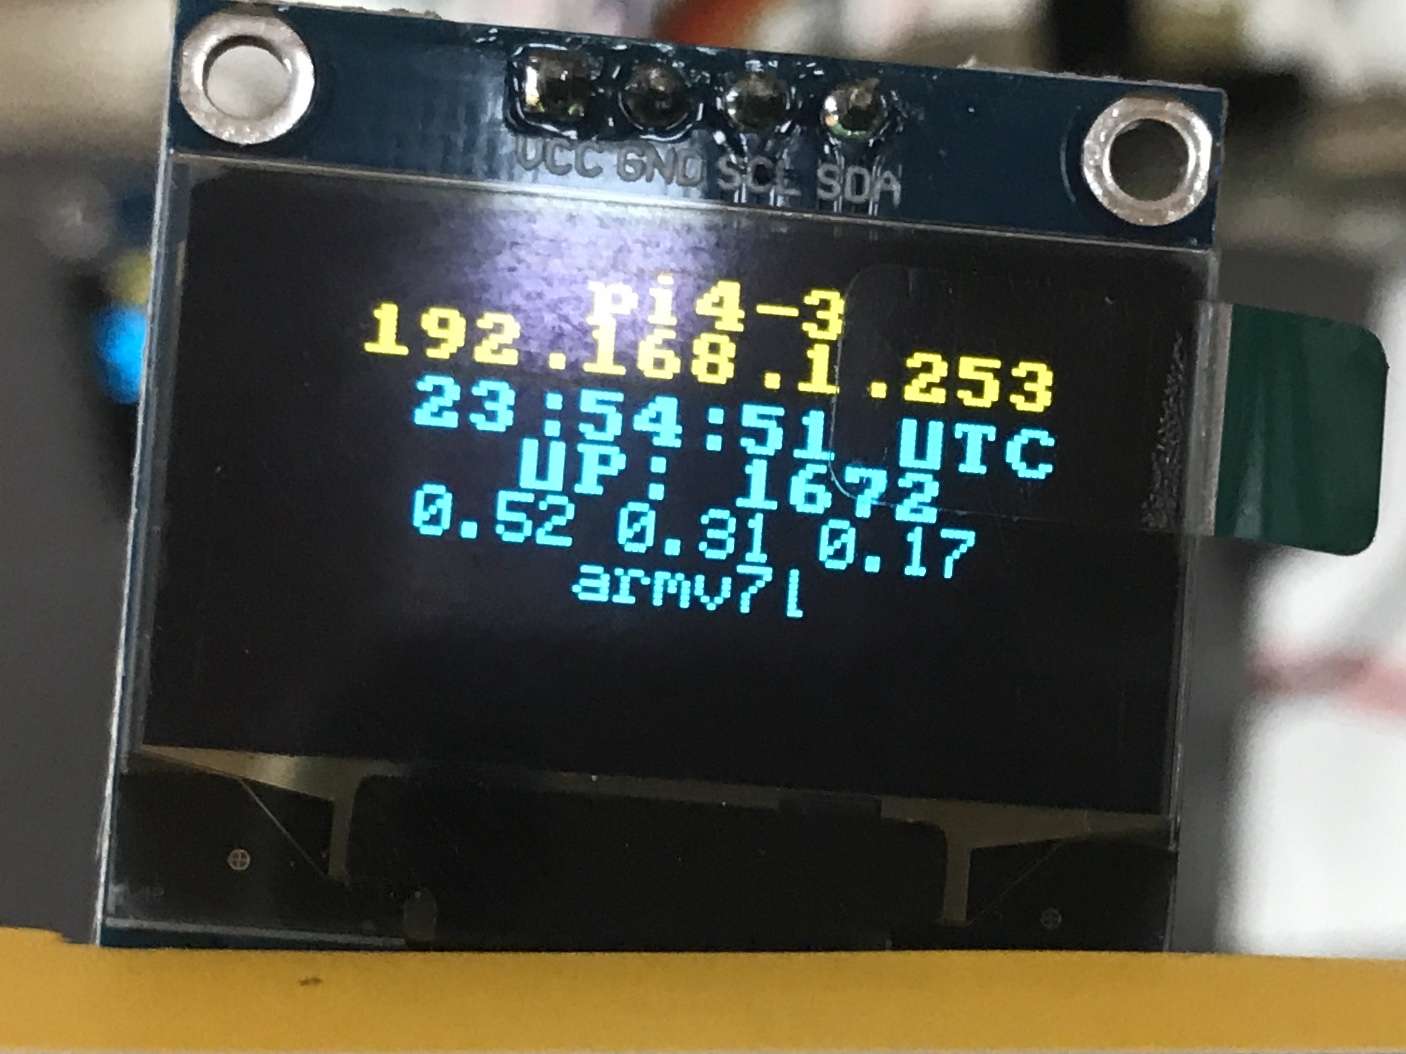 VCC GND SCL SDA
pi4-3
192.168.1.253
23:54:51 UTC
UP: 1672
0.52 0.31 0.17
armv7l